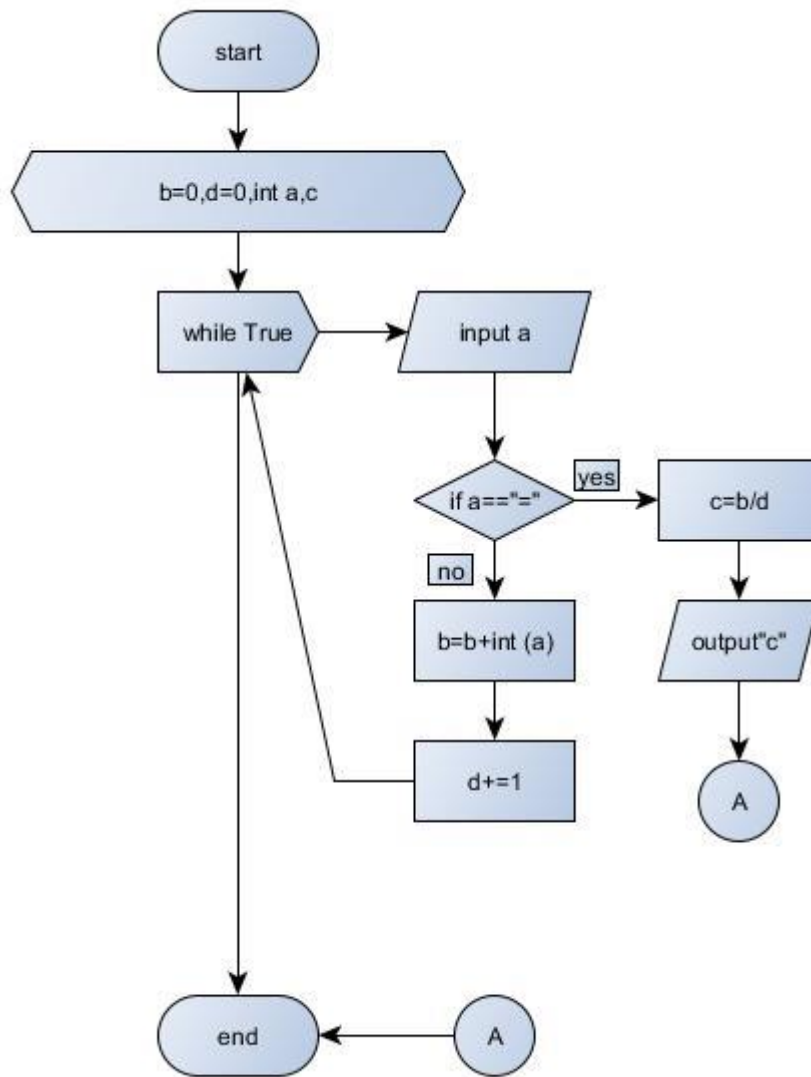 start
b=0,d=0,int a,c
while True
input a
if a=="="
yes
c=b/d
no
b=b+int (a)
output"c"
d+=1
A
end
A